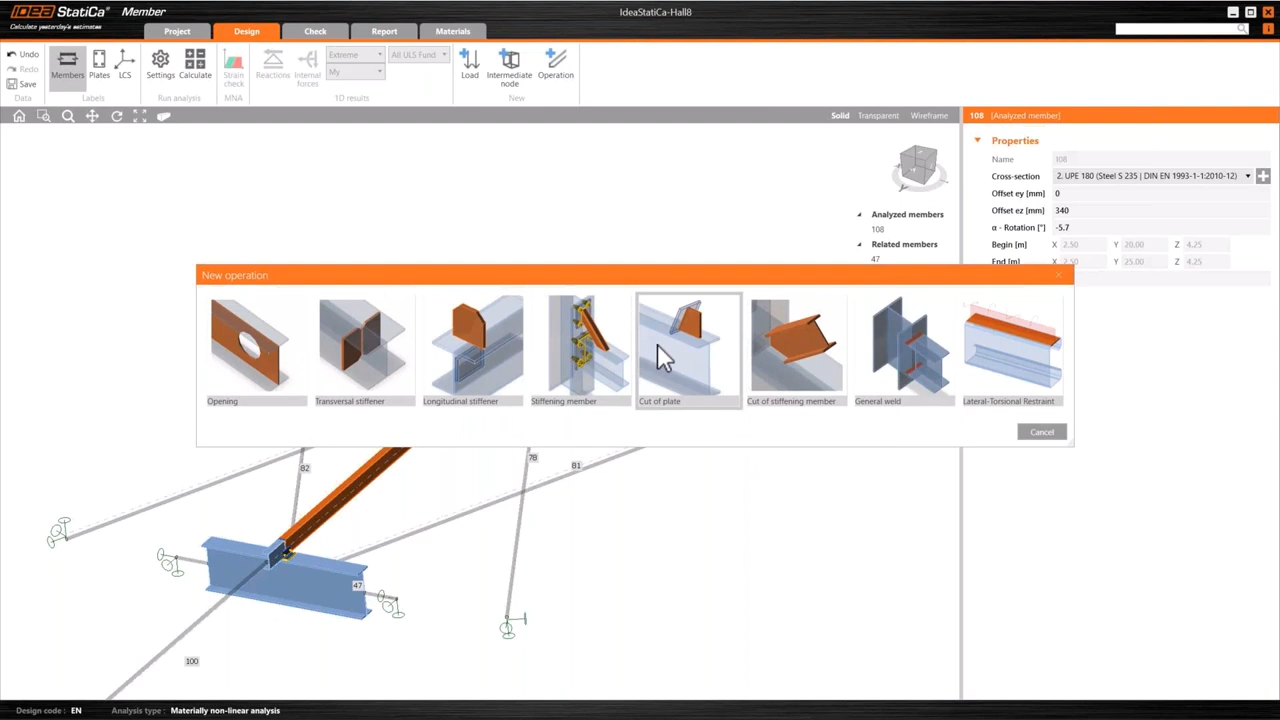 IDEA StatiCa® Member
Calculate yesterday's estimates
IdeaStatiCa-Hall8
Project
Design
Check
Report
Materials
Undo
Redo
Save
Data
Members
Plates
LCS
Labels
Settings
Calculate
Run analysis
Strain check
MNA
Reactions
Internal forces
Extreme
All ULS Fund
My
1D results
Load
Intermediate node
Operation
New
Solid
Transparent
Wireframe
108 [Analyzed member]
Properties
Name 108
Cross-section 2. UPE 180 (Steel S 235 | DIN EN 1993-1-1:2010-12)
Offset ey [mm] 0
Offset ez [mm] 340
α - Rotation [°] -5.7
Begin [m] X 2.50 Y 20.00 Z 4.25
End [m] X 2.50 Y 25.00 Z 4.25
Analyzed members
108
Related members
47
New operation
Opening
Transversal stiffener
Longitudinal stiffener
Stiffening member
Cut of plate
Cut of stiffening member
General weld
Lateral-Torsional Restraint
Cancel
82
78
81
47
100
Design code : EN
Analysis type : Materially non-linear analysis